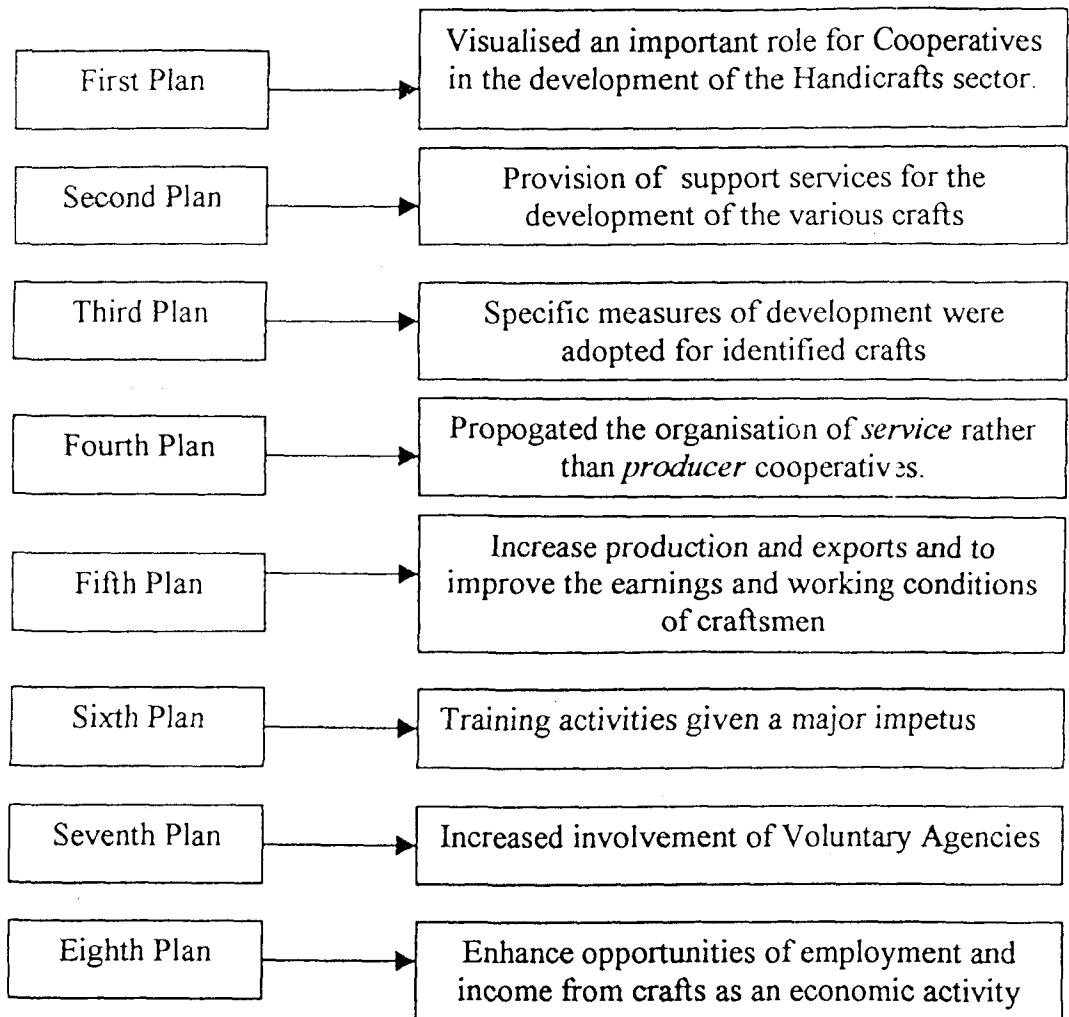 First Plan
Visualised an important role for Cooperatives
in the development of the Handicrafts sector.
Second Plan
Provision of support services for the
development of the various crafts
Third Plan
Specific measures of development were
adopted for identified crafts
Fourth Plan
Propogated the organisation of service rather
than producer cooperatives.
Fifth Plan
Increase production and exports and to
improve the earnings and working conditions
of craftsmen
Sixth Plan
Training activities given a major impetus
Seventh Plan
Increased involvement of Voluntary Agencies
Eighth Plan
Enhance opportunities of employment and
income from crafts as an economic activity